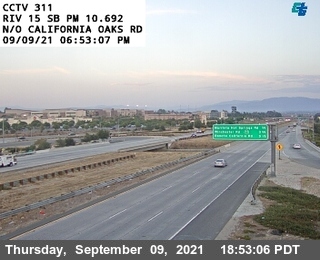 CCTV 311
RIV 15 SB PM 10.692
N/O CALIFORNIA OAKS RD
09/09/21 06:53:07 PM
Thursday, September 09, 2021 18:53:06 PDT